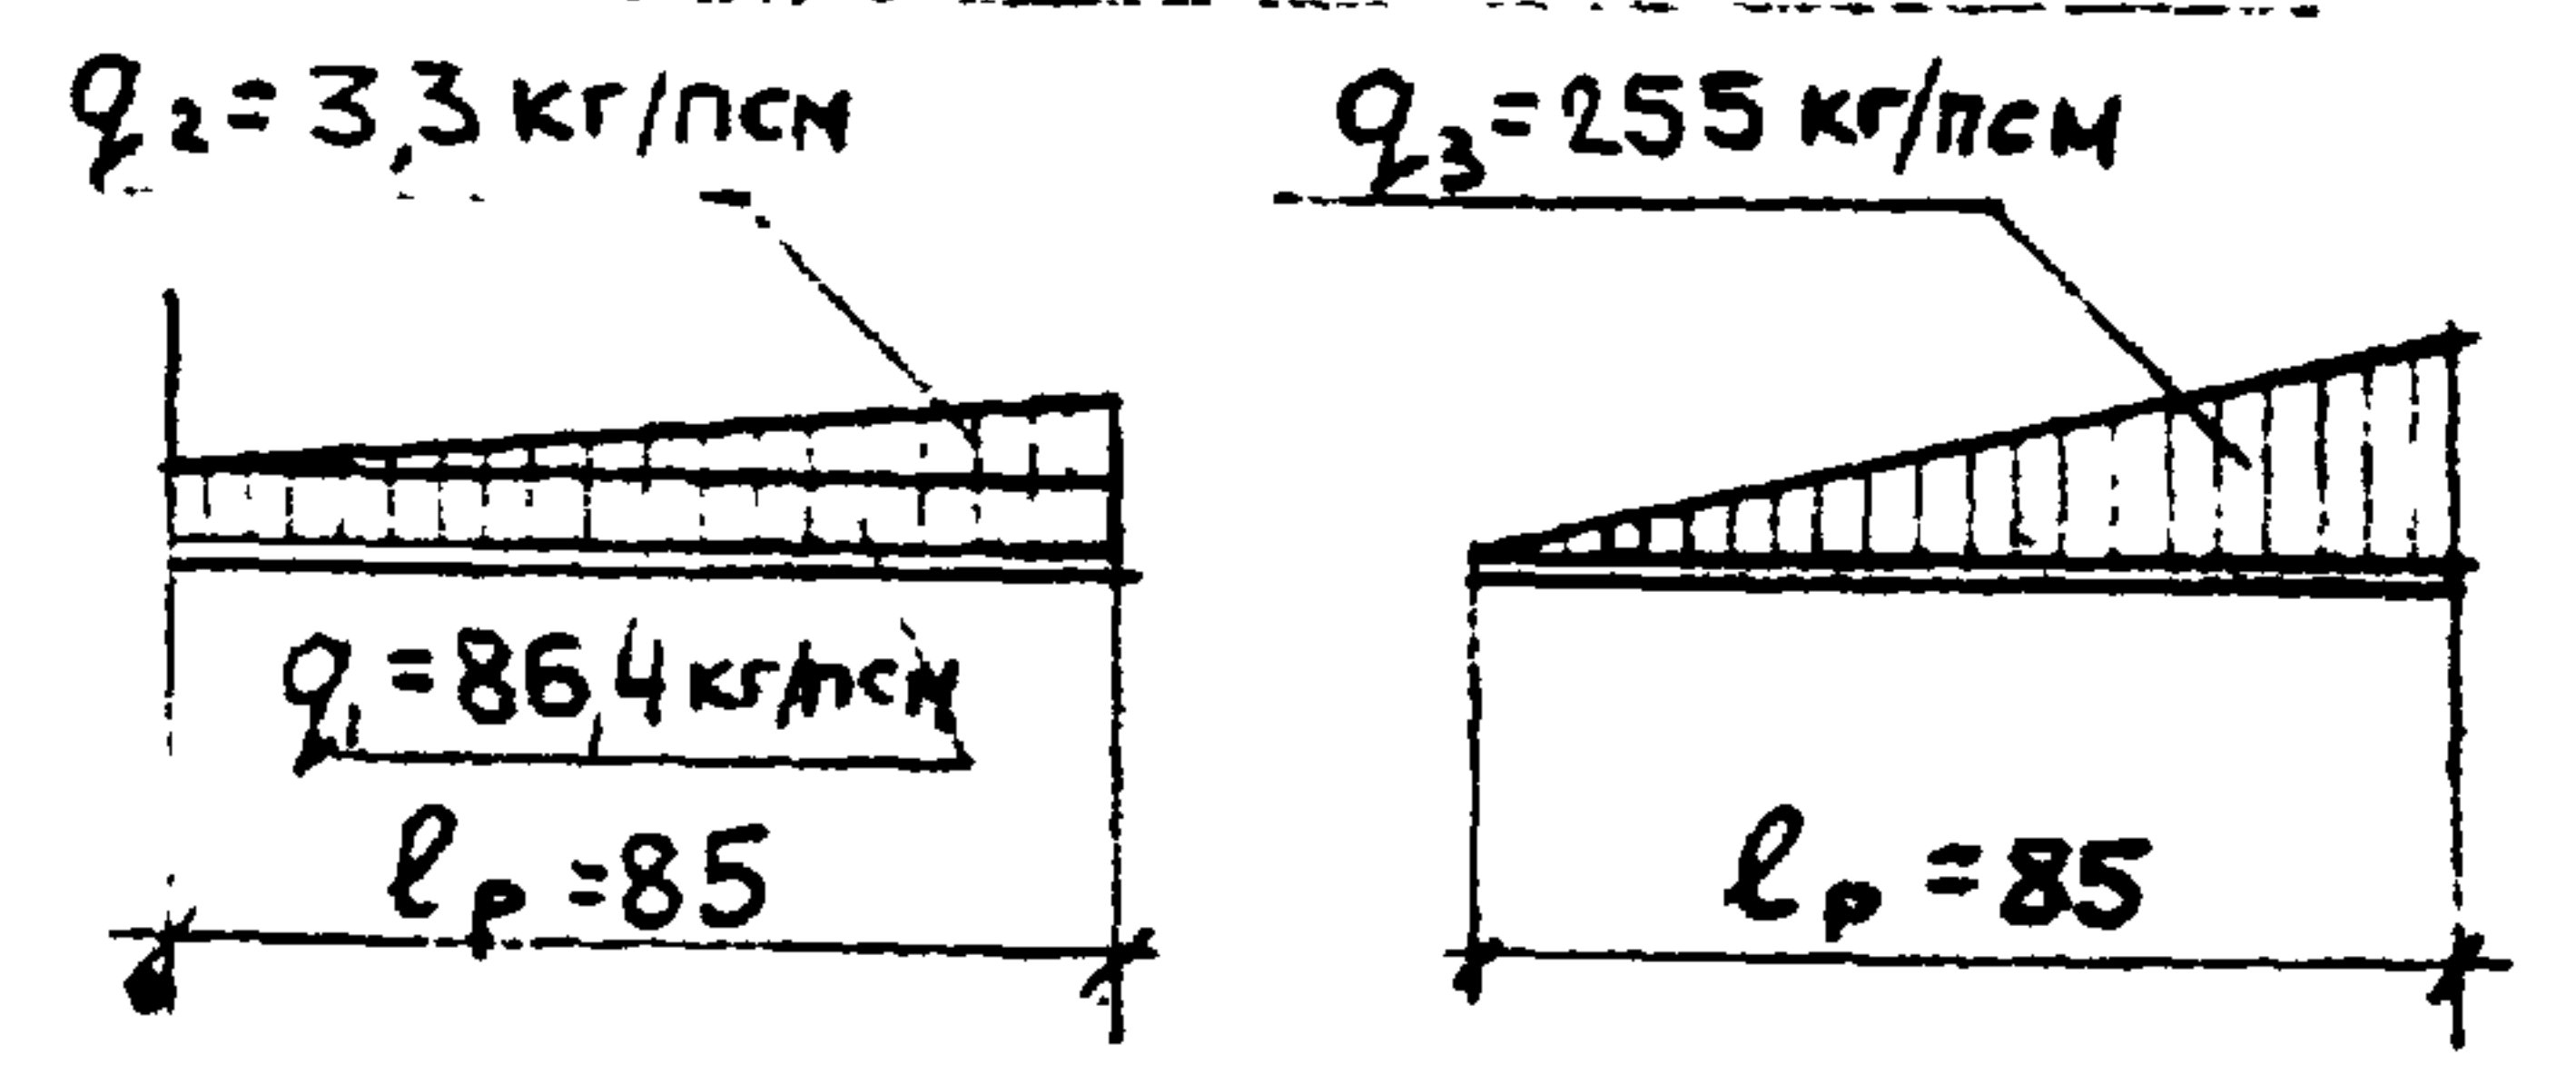 q2 = 3,3 кг/псм
q3 = 255 кг/псм
q1 = 86,4 кг/псм
lp = 85
lp = 85